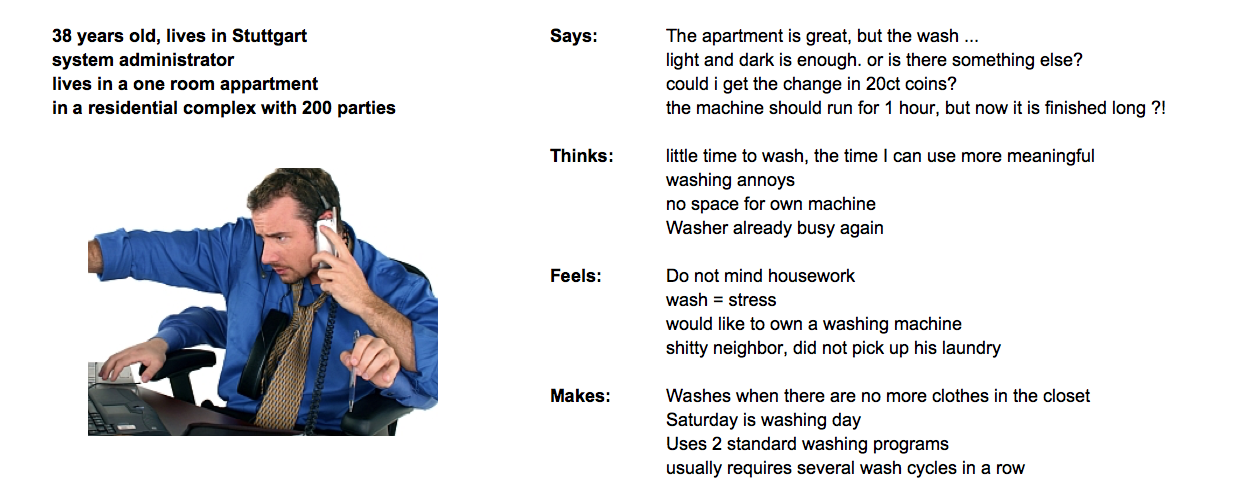 38 years old, lives in Stuttgart
system administrator
lives in a one room appartment
in a residential complex with 200 parties
Says: The apartment is great, but the wash ...
light and dark is enough. or is there something else?
could i get the change in 20ct coins?
the machine should run for 1 hour, but now it is finished long ?!
Thinks: little time to wash, the time I can use more meaningful
washing annoys
no space for own machine
Washer already busy again
Feels: Do not mind housework
wash = stress
would like to own a washing machine
shitty neighbor, did not pick up his laundry
Makes: Washes when there are no more clothes in the closet
Saturday is washing day
Uses 2 standard washing programs
usually requires several wash cycles in a row